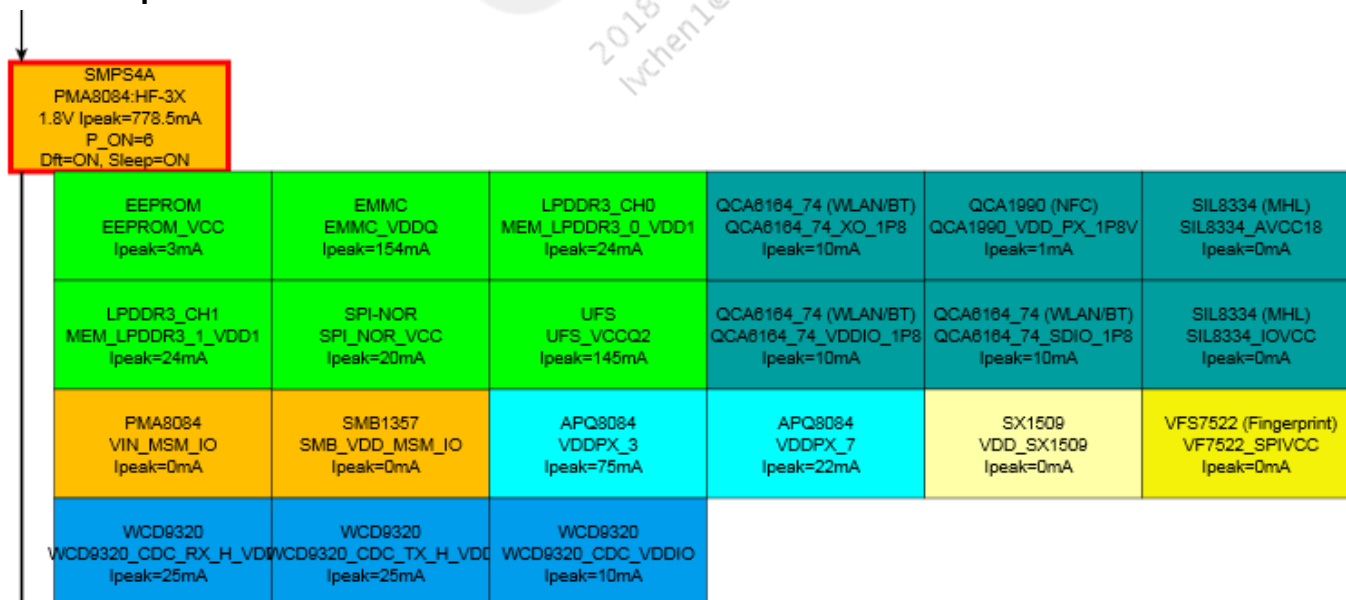 2018
lvchen1@
SMPS4A
PMA8084:HF-3X
1.8V Ipeak=778.5mA
P_ON=6
Dft=ON, Sleep=ON
EEPROM
EEPROM_VCC
Ipeak=3mA
EMMC
EMMC_VDDQ
Ipeak=154mA
LPDDR3_CH0
MEM_LPDDR3_0_VDD1
Ipeak=24mA
QCA6164_74 (WLAN/BT)
QCA6164_74_XO_1P8
Ipeak=10mA
QCA1990 (NFC)
QCA1990_VDD_PX_1P8V
Ipeak=1mA
SIL8334 (MHL)
SIL8334_AVCC18
Ipeak=0mA
LPDDR3_CH1
MEM_LPDDR3_1_VDD1
Ipeak=24mA
SPI-NOR
SPI_NOR_VCC
Ipeak=20mA
UFS
UFS_VCCQ2
Ipeak=145mA
QCA6164_74 (WLAN/BT)
QCA6164_74_VDDIO_1P8
Ipeak=10mA
QCA6164_74 (WLAN/BT)
QCA6164_74_SDIO_1P8
Ipeak=10mA
SIL8334 (MHL)
SIL8334_IOVCC
Ipeak=0mA
PMA8084
VIN_MSM_IO
Ipeak=0mA
SMB1357
SMB_VDD_MSM_IO
Ipeak=0mA
APQ8084
VDDPX_3
Ipeak=75mA
APQ8084
VDDPX_7
Ipeak=22mA
SX1509
VDD_SX1509
Ipeak=0mA
VFS7522 (Fingerprint)
VF7522_SPIVCC
Ipeak=0mA
WCD9320
WCD9320_CDC_RX_H_VDD
Ipeak=25mA
WCD9320
WCD9320_CDC_TX_H_VDD
Ipeak=25mA
WCD9320
WCD9320_CDC_VDDIO
Ipeak=10mA